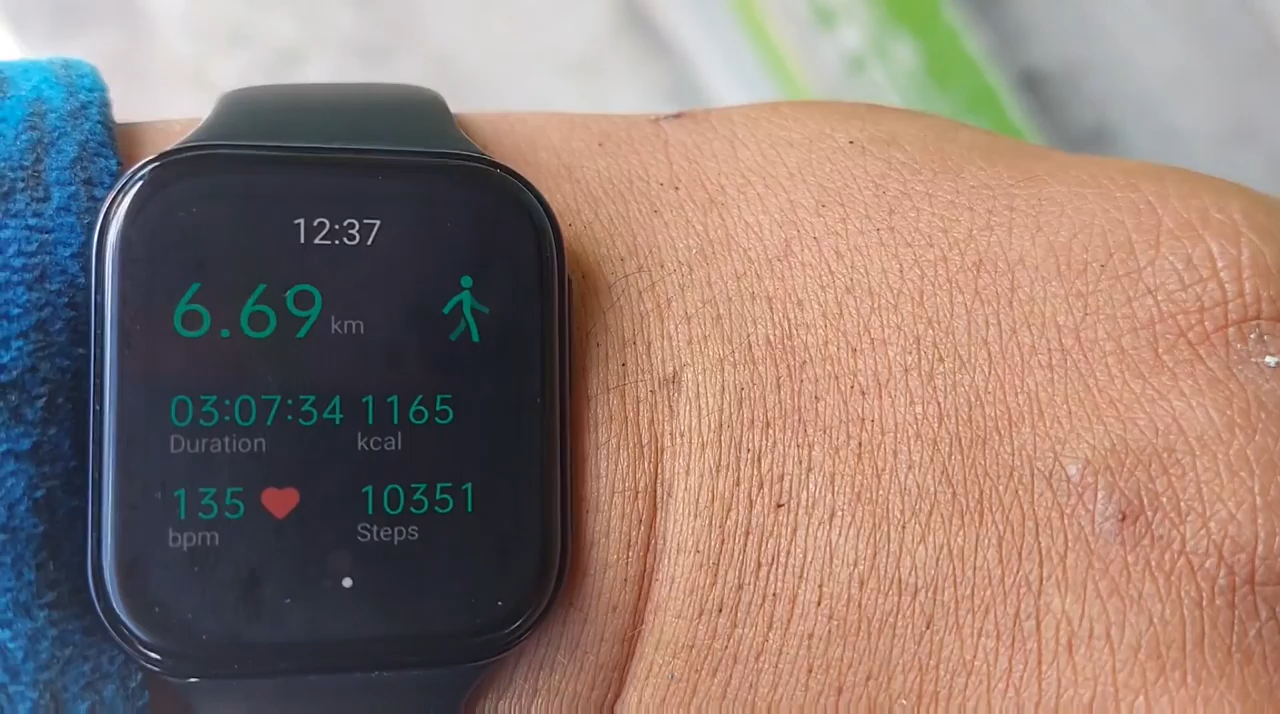 12:37
6.69 km
03:07:34 1165
Duration kcal
135 10351
bpm Steps